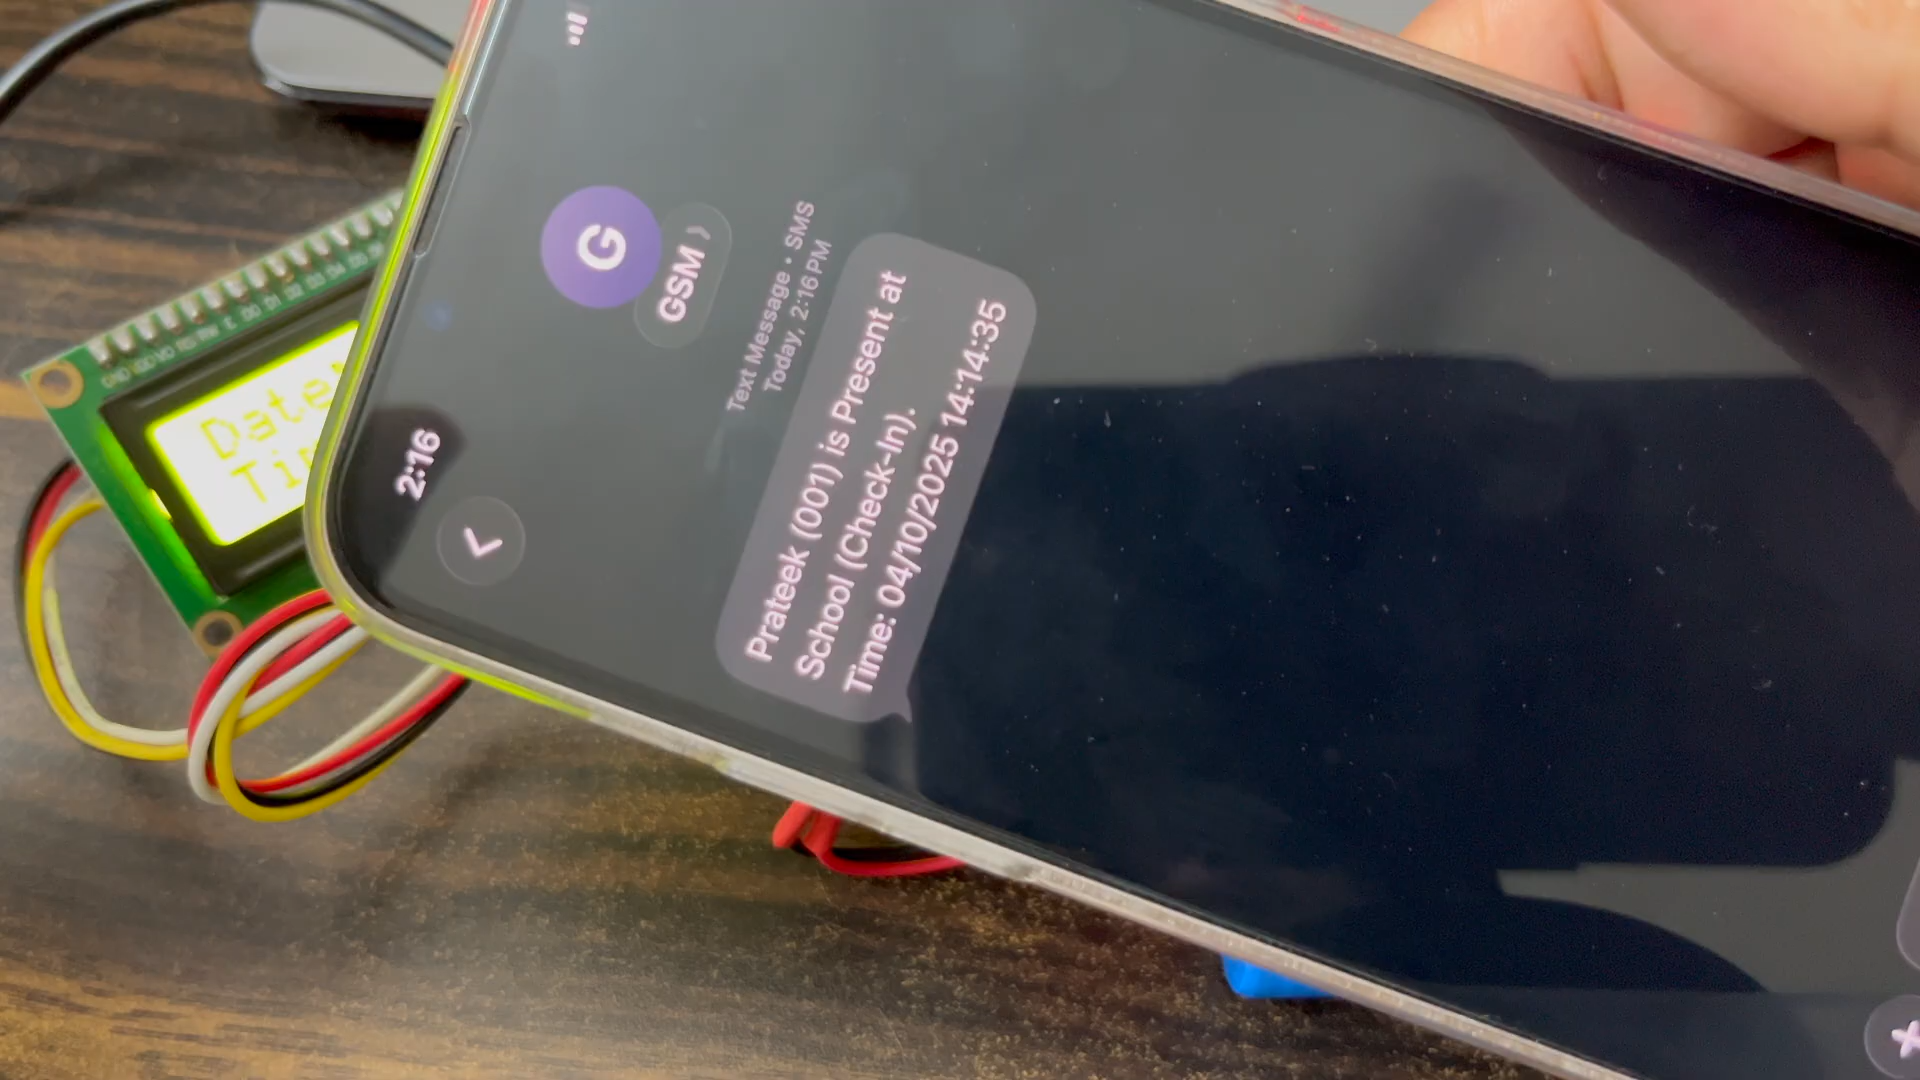 2:16
G
GSM
Text Message • SMS
Today, 2:16 PM
Prateek (001) is Present at
School (Check-In).
Time: 04/10/2025 14:14:35
Date